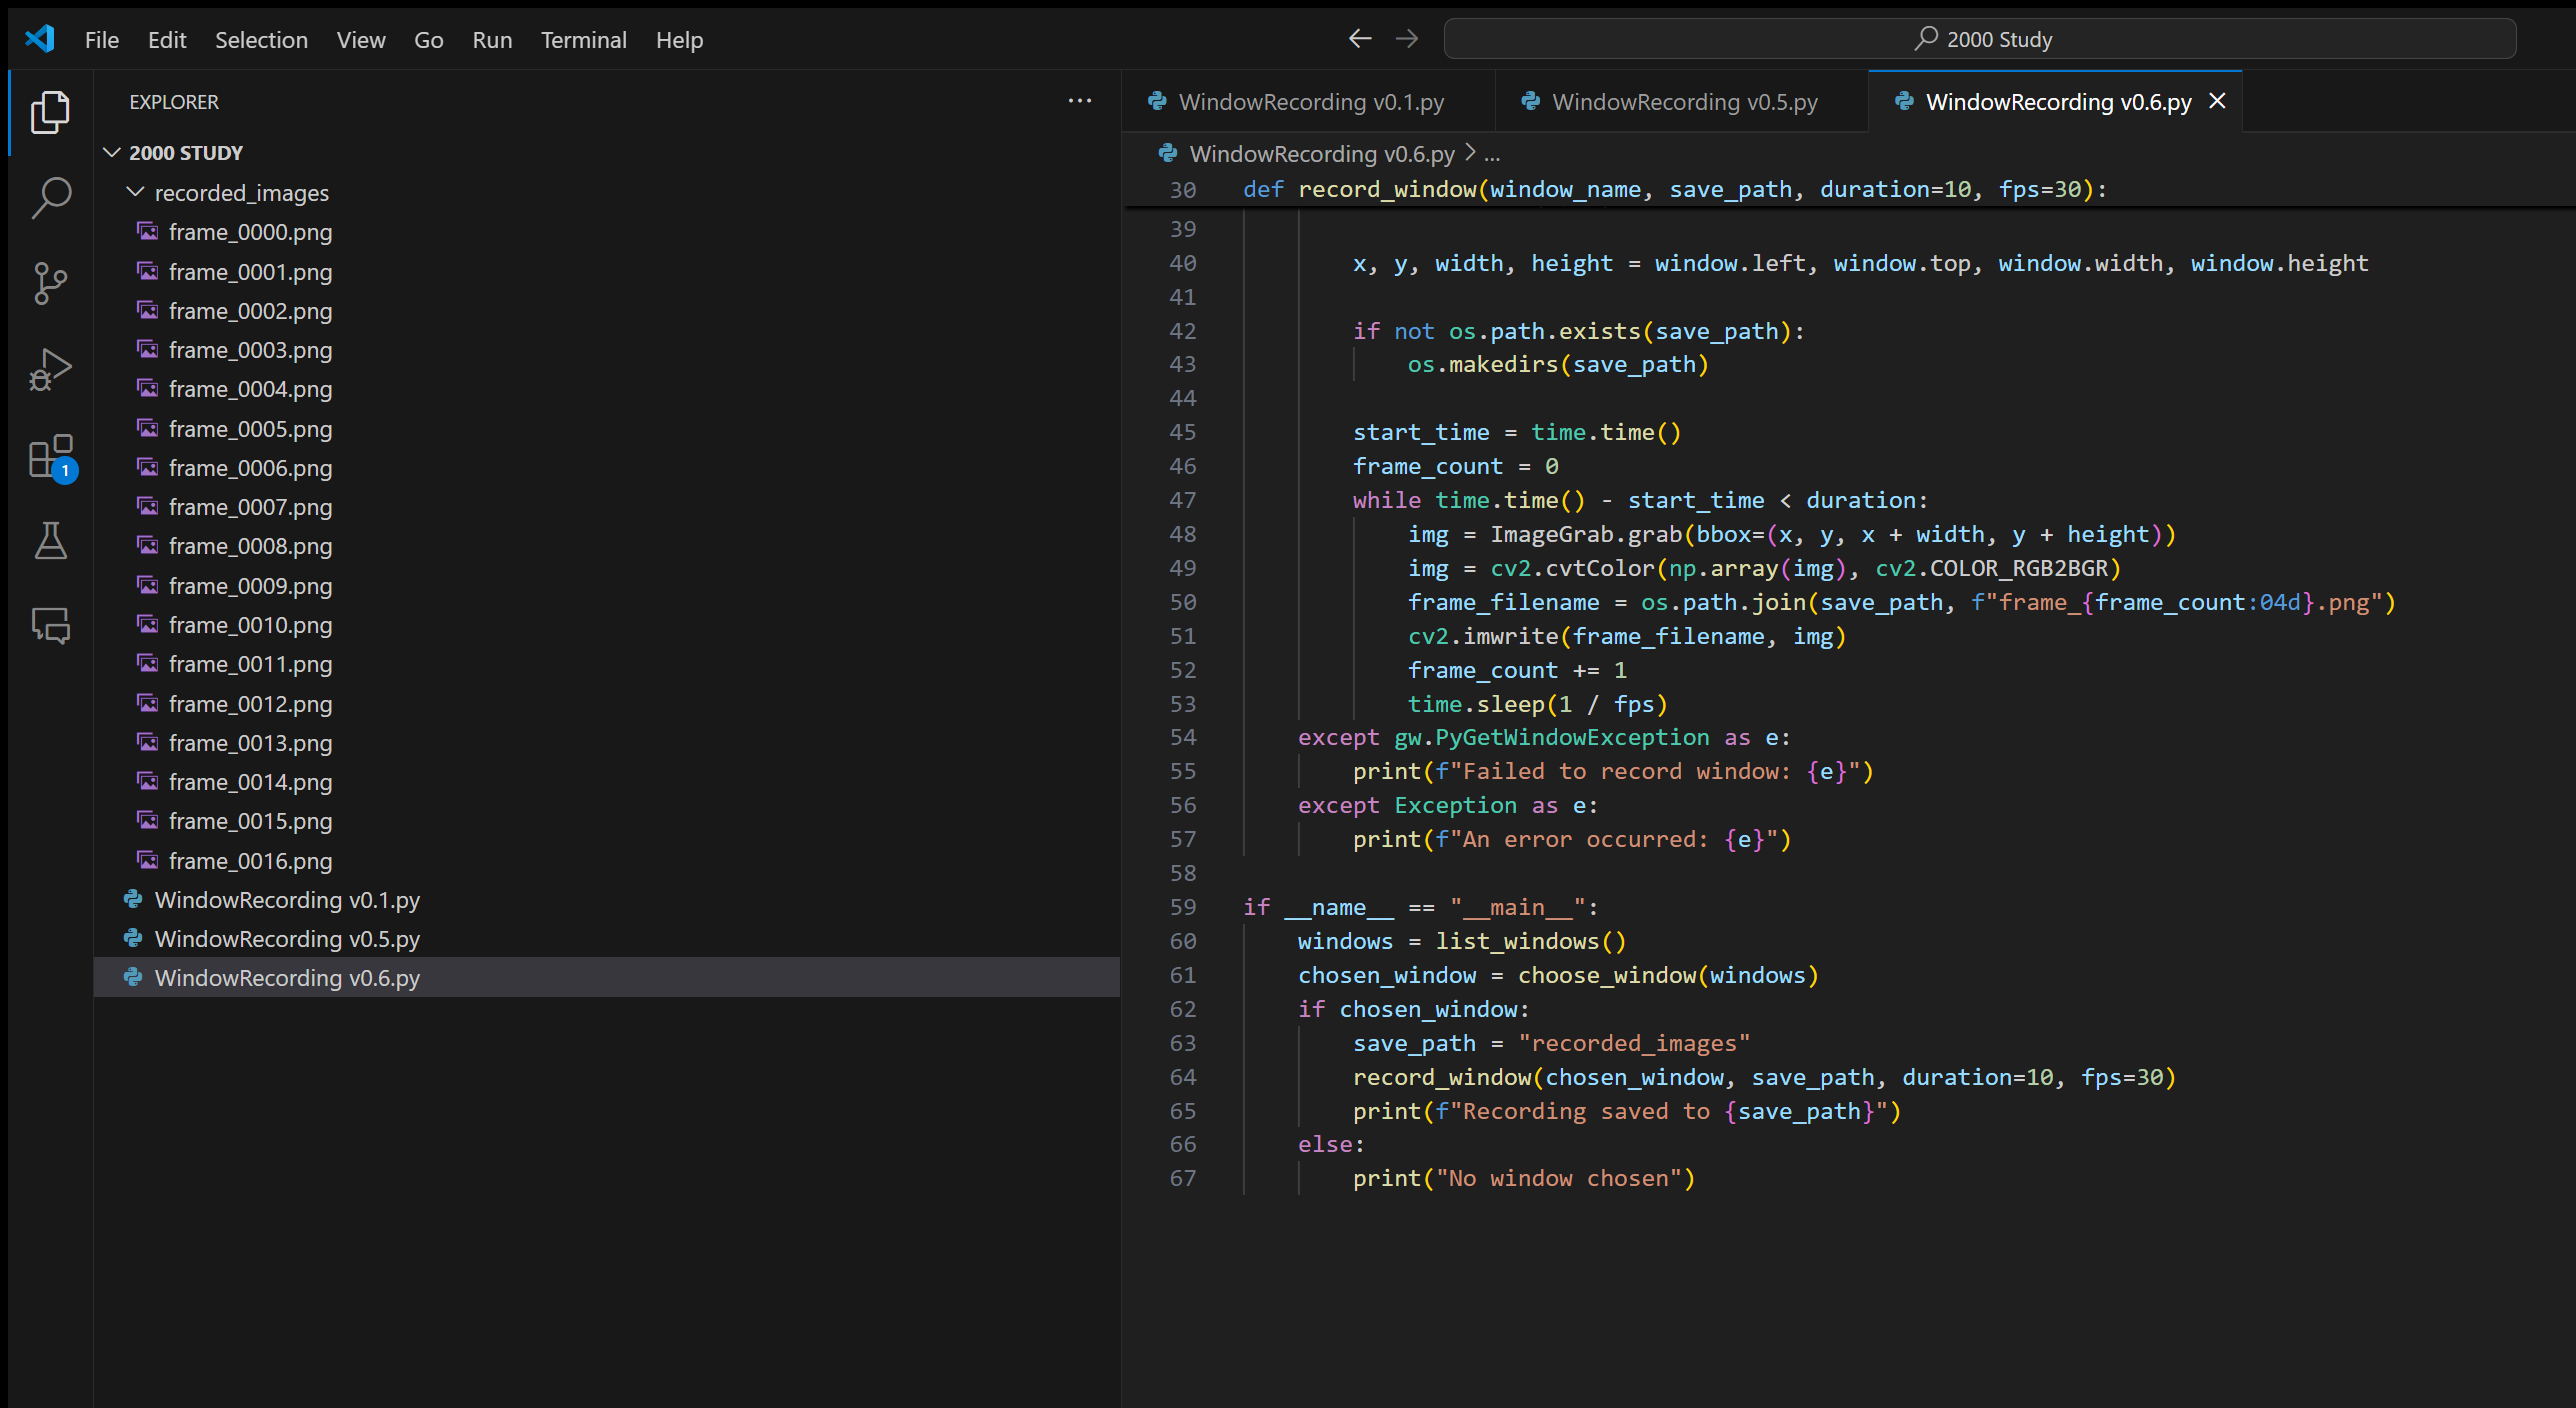 File Edit Selection View Go Run Terminal Help
2000 Study
EXPLORER
2000 STUDY
recorded_images
frame_0000.png
frame_0001.png
frame_0002.png
frame_0003.png
frame_0004.png
frame_0005.png
frame_0006.png
frame_0007.png
frame_0008.png
frame_0009.png
frame_0010.png
frame_0011.png
frame_0012.png
frame_0013.png
frame_0014.png
frame_0015.png
frame_0016.png
WindowRecording v0.1.py
WindowRecording v0.5.py
WindowRecording v0.6.py
1
WindowRecording v0.1.py WindowRecording v0.5.py WindowRecording v0.6.py
WindowRecording v0.6.py > ...
30 def record_window(window_name, save_path, duration=10, fps=30):
39
40 x, y, width, height = window.left, window.top, window.width, window.height
41
42 if not os.path.exists(save_path):
43 os.makedirs(save_path)
44
45 start_time = time.time()
46 frame_count = 0
47 while time.time() - start_time < duration:
48 img = ImageGrab.grab(bbox=(x, y, x + width, y + height))
49 img = cv2.cvtColor(np.array(img), cv2.COLOR_RGB2BGR)
50 frame_filename = os.path.join(save_path, f"frame_{frame_count:04d}.png")
51 cv2.imwrite(frame_filename, img)
52 frame_count += 1
53 time.sleep(1 / fps)
54 except gw.PyGetWindowException as e:
55 print(f"Failed to record window: {e}")
56 except Exception as e:
57 print(f"An error occurred: {e}")
58
59 if __name__ == "__main__":
60 windows = list_windows()
61 chosen_window = choose_window(windows)
62 if chosen_window:
63 save_path = "recorded_images"
64 record_window(chosen_window, save_path, duration=10, fps=30)
65 print(f"Recording saved to {save_path}")
66 else:
67 print("No window chosen")